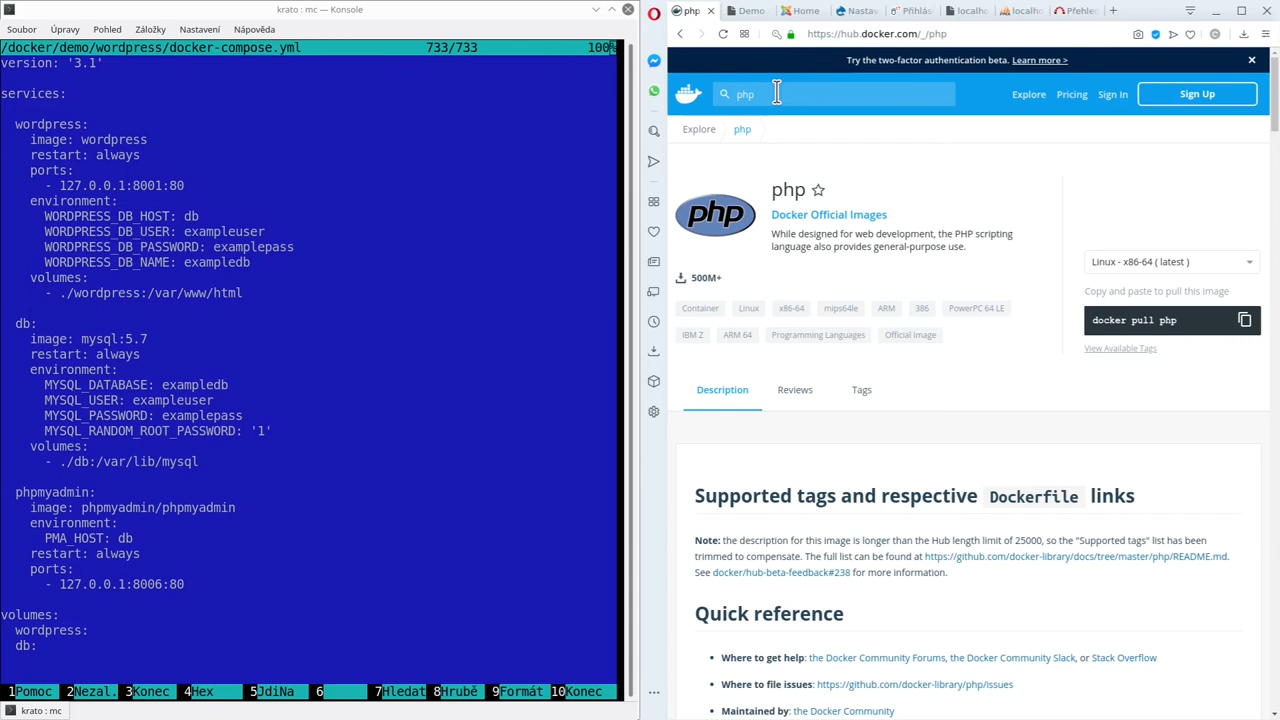 krato : mc — Konsole
Soubor Úpravy Pohled Záložky Nastavení Nápověda
/docker/demo/wordpress/docker-compose.yml 733/733 100%
version: '3.1'
services:
wordpress:
image: wordpress
restart: always
ports:
- 127.0.0.1:8001:80
environment:
WORDPRESS_DB_HOST: db
WORDPRESS_DB_USER: exampleuser
WORDPRESS_DB_PASSWORD: examplepass
WORDPRESS_DB_NAME: exampledb
volumes:
- ./wordpress:/var/www/html
db:
image: mysql:5.7
restart: always
environment:
MYSQL_DATABASE: exampledb
MYSQL_USER: exampleuser
MYSQL_PASSWORD: examplepass
MYSQL_RANDOM_ROOT_PASSWORD: '1'
volumes:
- ./db:/var/lib/mysql
phpmyadmin:
image: phpmyadmin/phpmyadmin
environment:
PMA_HOST: db
restart: always
ports:
- 127.0.0.1:8006:80
volumes:
wordpress:
db:
1Pomoc 2Nezal. 3Konec 4Hex 5JdiNa 6 7Hledat 8Hrubě 9Formát 10Konec
krato : mc
php Demo Home Nastav Přihlás localho localho Přehle
https://hub.docker.com/_/php
Try the two-factor authentication beta. Learn more >
php Explore Pricing Sign In Sign Up
Explore php
php
php
Docker Official Images
While designed for web development, the PHP scripting
language also provides general-purpose use.
500M+
Container Linux x86-64 mips64le ARM 386 PowerPC 64 LE
IBM Z ARM 64 Programming Languages Official Image
Linux - x86-64 ( latest )
Copy and paste to pull this image
docker pull php
View Available Tags
Description Reviews Tags
Supported tags and respective Dockerfile links
Note: the description for this image is longer than the Hub length limit of 25000, so the "Supported tags" list has been
trimmed to compensate. The full list can be found at https://github.com/docker-library/docs/tree/master/php/README.md.
See docker/hub-beta-feedback#238 for more information.
Quick reference
• Where to get help: the Docker Community Forums, the Docker Community Slack, or Stack Overflow
• Where to file issues: https://github.com/docker-library/php/issues
• Maintained by: the Docker Community